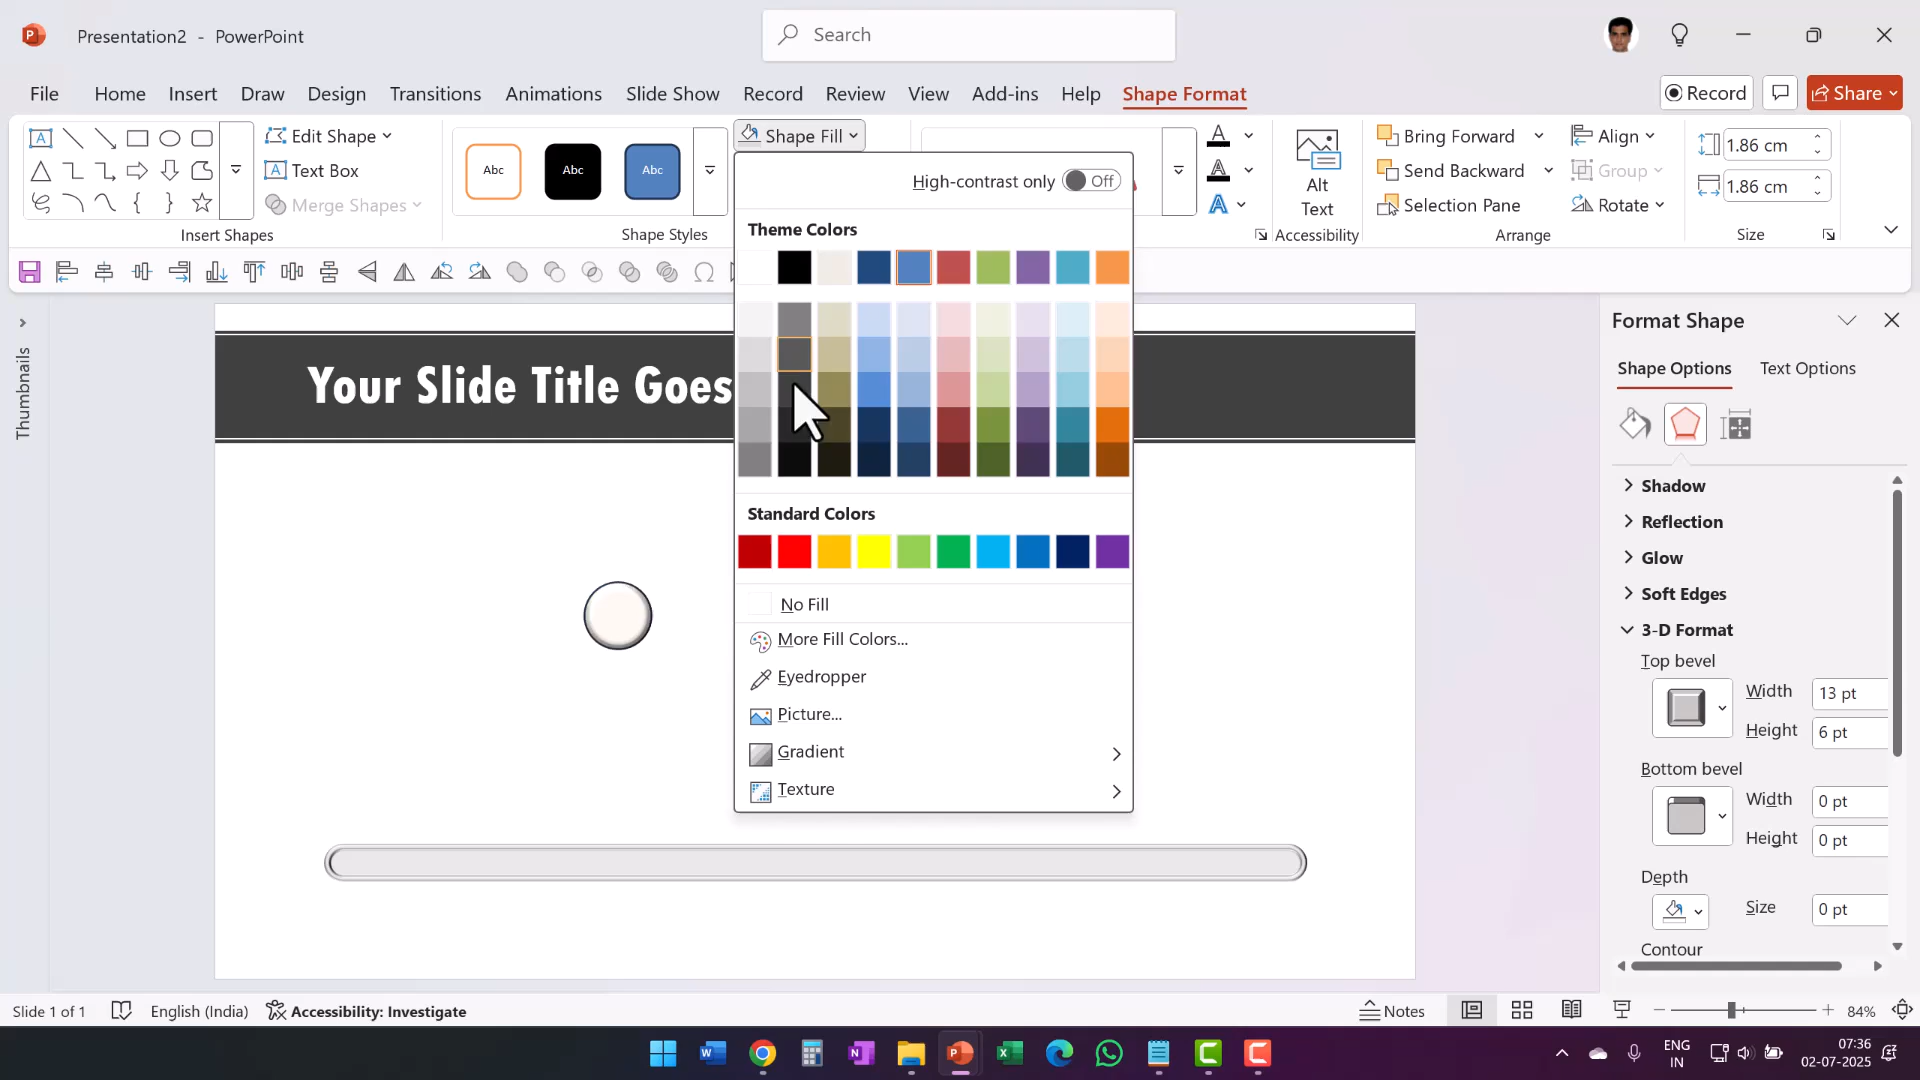 Presentation2 - PowerPoint
Search
File
Home
Insert
Draw
Design
Transitions
Animations
Slide Show
Record
Review
View
Add-ins
Help
Shape Format
Record
Share
Edit Shape
Text Box
Merge Shapes
Insert Shapes
Abc
Abc
Abc
Shape Styles
Shape Fill
Alt
Text
Accessibility
Bring Forward
Send Backward
Selection Pane
Align
Group
Rotate
Arrange
1.86 cm
1.86 cm
Size
High-contrast only
Off
Theme Colors
Standard Colors
No Fill
More Fill Colors...
Eyedropper
Picture...
Gradient
Texture
Thumbnails
Your Slide Title Goes
Format Shape
Shape Options
Text Options
Shadow
Reflection
Glow
Soft Edges
3-D Format
Top bevel
Width
13 pt
Height
6 pt
Bottom bevel
Width
0 pt
Height
0 pt
Depth
Size
0 pt
Contour
Slide 1 of 1
English (India)
Accessibility: Investigate
Notes
84%
ENG
IN
07:36
02-07-2025